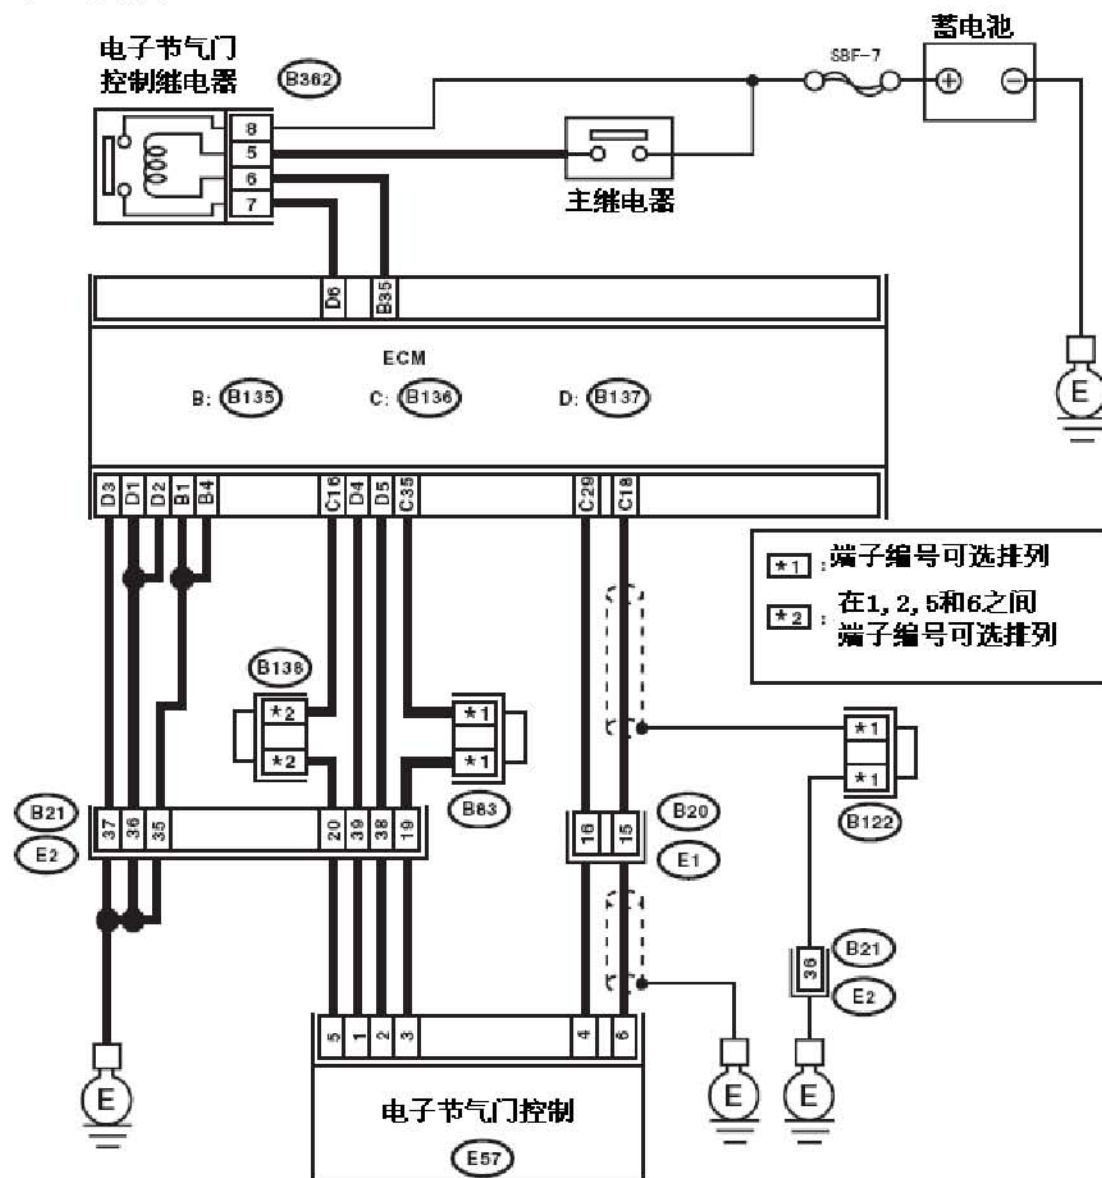 蓄电池
电子节气门
控制继电器
B362
SBF-7
8
5
6
7
主继电器
E
D6
B35
ECM
B: B135
C: B136
D: B137
D3
D1
D2
B1
B4
C16
D4
D5
C35
C29
C18
*1 : 端子编号可选排列
*2 : 在1,2,5和6之间
端子编号可选排列
B138
*2
*2
*1
*1
B83
*1
*1
B122
B21
E2
37
36
35
20
39
38
19
16
15
B20
E1
36
B21
E2
5
1
2
3
4
6
E
E
E
电子节气门控制
E57